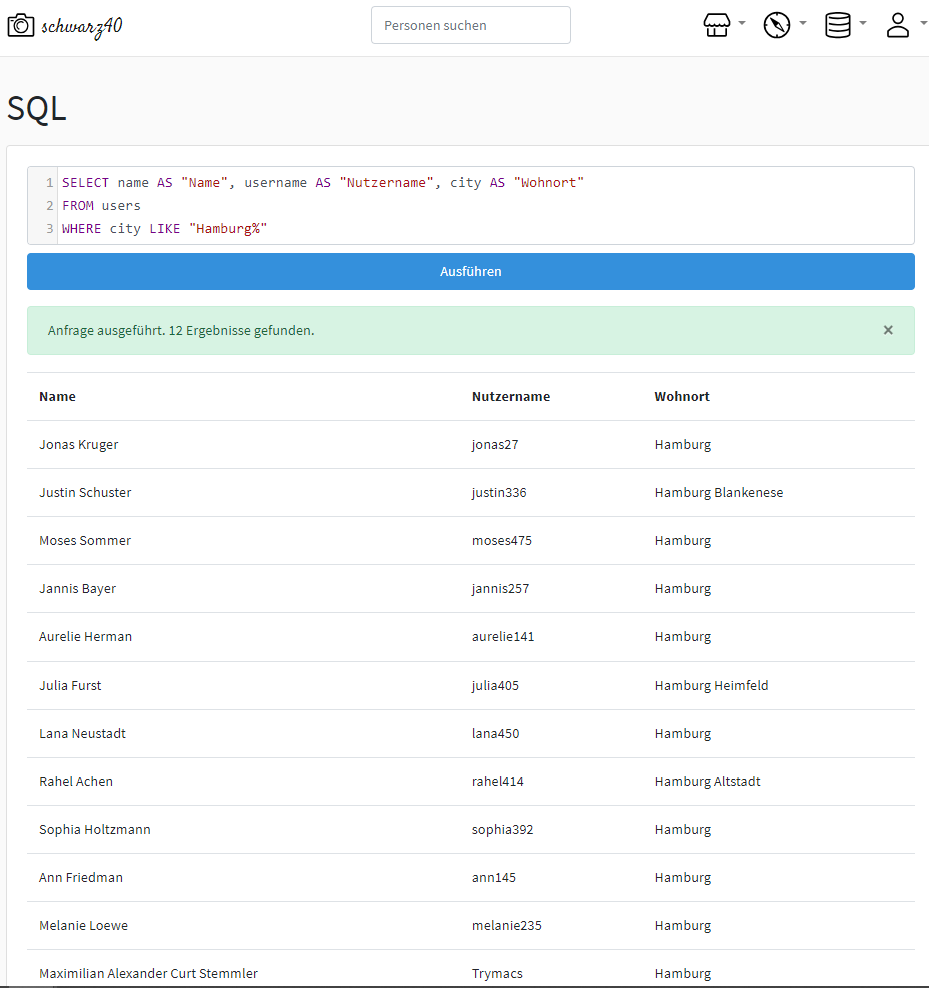 schwarz40
Personen suchen
SQL
1 SELECT name AS "Name", username AS "Nutzername", city AS "Wohnort"
2 FROM users
3 WHERE city LIKE "Hamburg%"
Ausführen
Anfrage ausgeführt. 12 Ergebnisse gefunden. ×
Name Nutzername Wohnort
Jonas Kruger jonas27 Hamburg
Justin Schuster justin336 Hamburg Blankenese
Moses Sommer moses475 Hamburg
Jannis Bayer jannis257 Hamburg
Aurelie Herman aurelie141 Hamburg
Julia Furst julia405 Hamburg Heimfeld
Lana Neustadt lana450 Hamburg
Rahel Achen rahel414 Hamburg Altstadt
Sophia Holtzmann sophia392 Hamburg
Ann Friedman ann145 Hamburg
Melanie Loewe melanie235 Hamburg
Maximilian Alexander Curt Stemmler Trymacs Hamburg